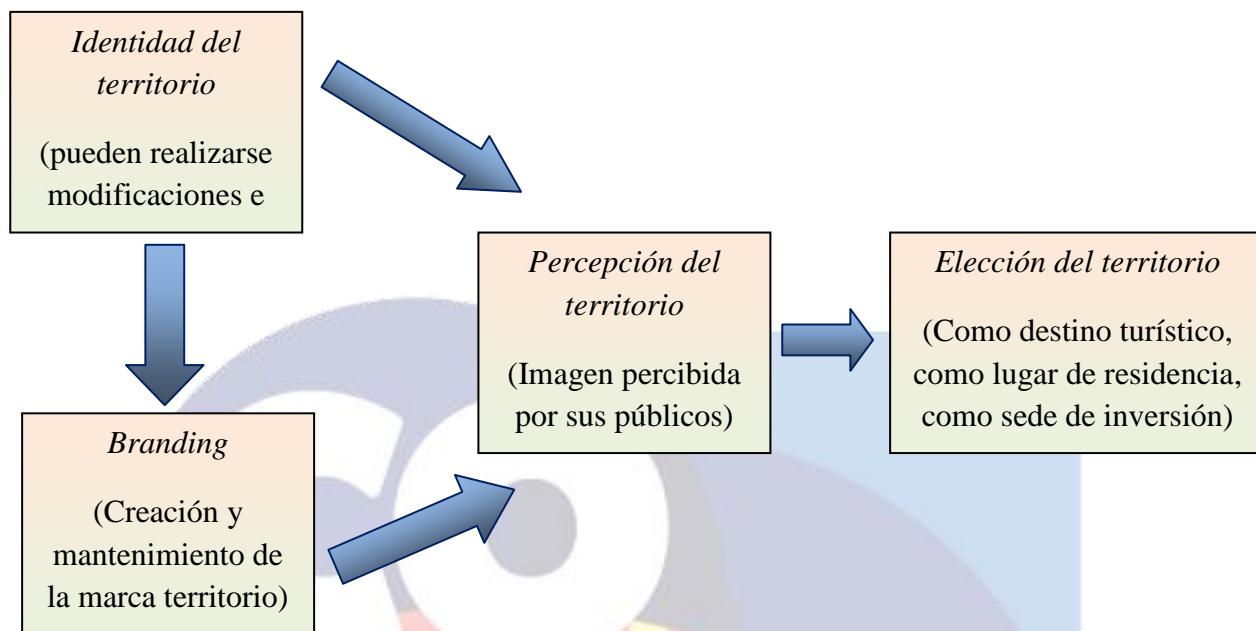 Identidad del
territorio
(pueden realizarse
modificaciones e
Percepción del
territorio
(Imagen percibida
por sus públicos)
Elección del territorio
(Como destino turístico,
como lugar de residencia,
como sede de inversión)
Branding
(Creación y
mantenimiento de
la marca territorio)